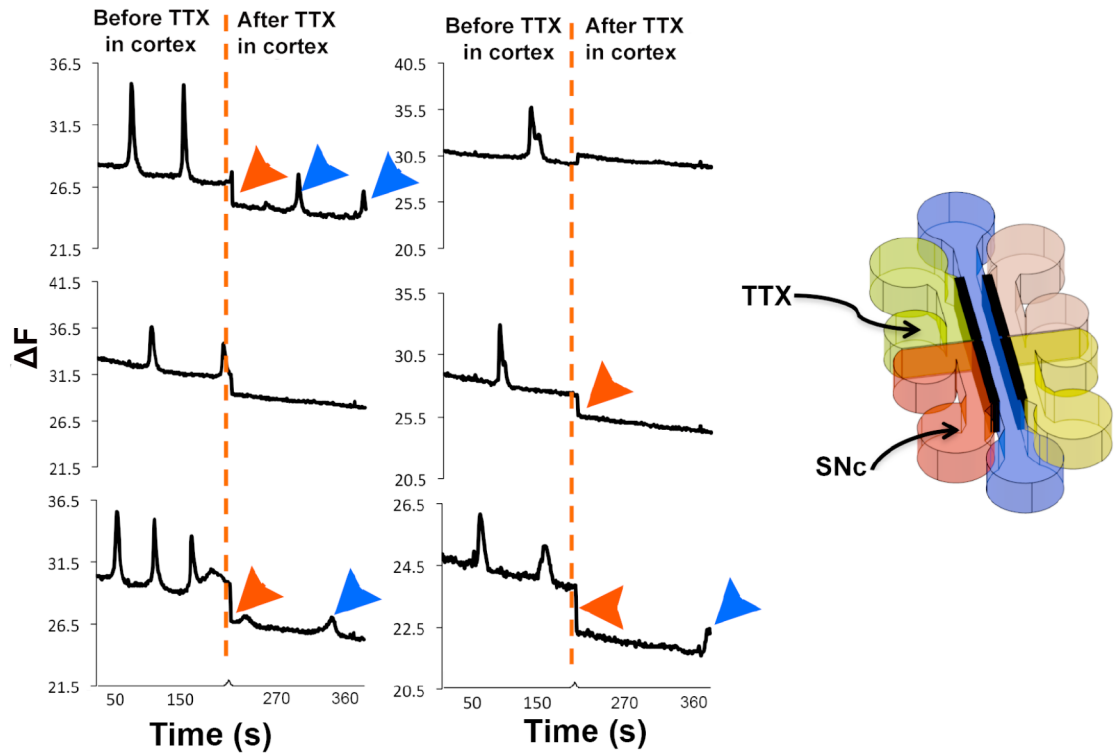 Before TTX
in cortex
After TTX
in cortex
Before TTX
in cortex
After TTX
in cortex
36.5
31.5
26.5
21.5
40.5
35.5
30.5
25.5
20.5
ΔF
41.5
36.5
31.5
26.5
21.5
35.5
30.5
25.5
20.5
36.5
31.5
26.5
21.5
26.5
24.5
22.5
20.5
50
150
270
360
50
150
270
360
Time (s)
Time (s)
TTX
SNc